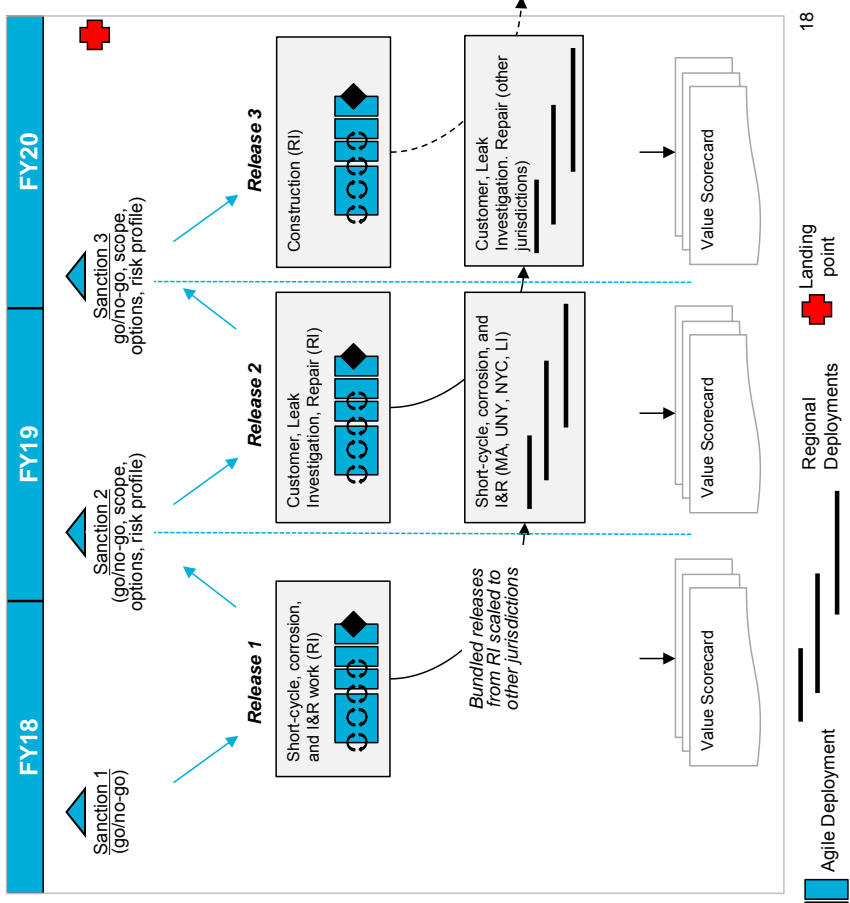 FY18
FY19
FY20
Sanction 1
(go/no-go)
Sanction 2
(go/no-go, scope,
options, risk profile)
Sanction 3
go/no-go, scope,
options, risk profile)
Release 1
Release 2
Release 3
Short-cycle, corrosion,
and I&R work (RI)
Customer, Leak
Investigation, Repair (RI)
Construction (RI)
Bundled releases
from RI scaled to
other jurisdictions
Short-cycle, corrosion, and
I&R (MA, UNY, NYC, LI)
Customer, Leak
Investigation. Repair (other
jurisdictions)
Value Scorecard
Value Scorecard
Value Scorecard
Agile Deployment
Regional
Deployments
Landing
point
18